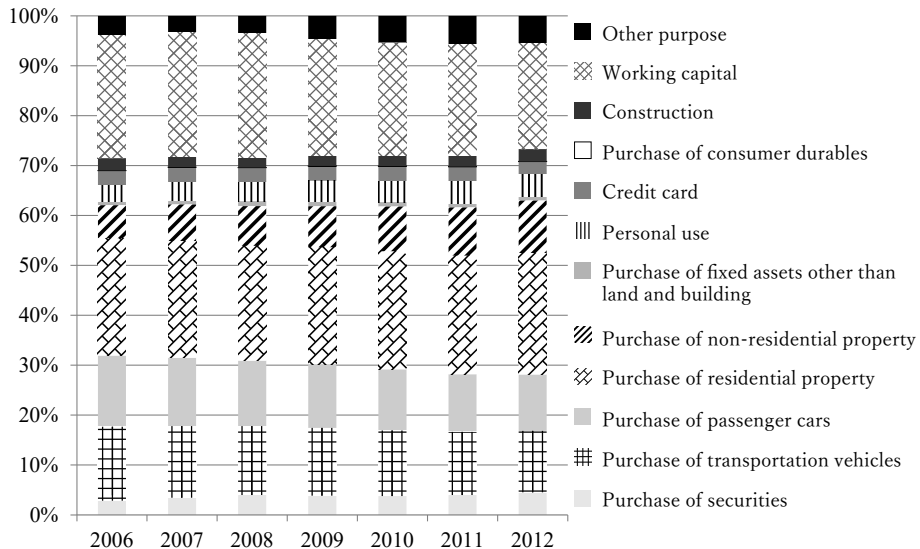 100%
90%
80%
70%
60%
50%
40%
30%
20%
10%
0%
2006 2007 2008 2009 2010 2011 2012
Other purpose
Working capital
Construction
Purchase of consumer durables
Credit card
Personal use
Purchase of fixed assets other than
land and building
Purchase of non-residential property
Purchase of residential property
Purchase of passenger cars
Purchase of transportation vehicles
Purchase of securities